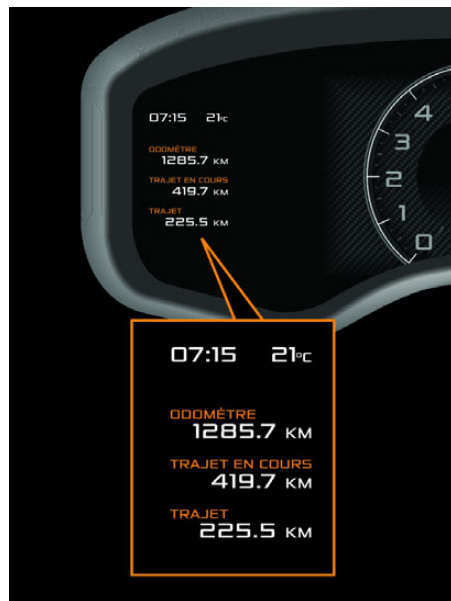 07:15 21°C
ODOMÈTRE
1285.7 KM
TRAJET EN COURS
419.7 KM
TRAJET
225.5 KM
4
3
2
1
0
07:15 21°C
ODOMÈTRE
1285.7 KM
TRAJET EN COURS
419.7 KM
TRAJET
225.5 KM